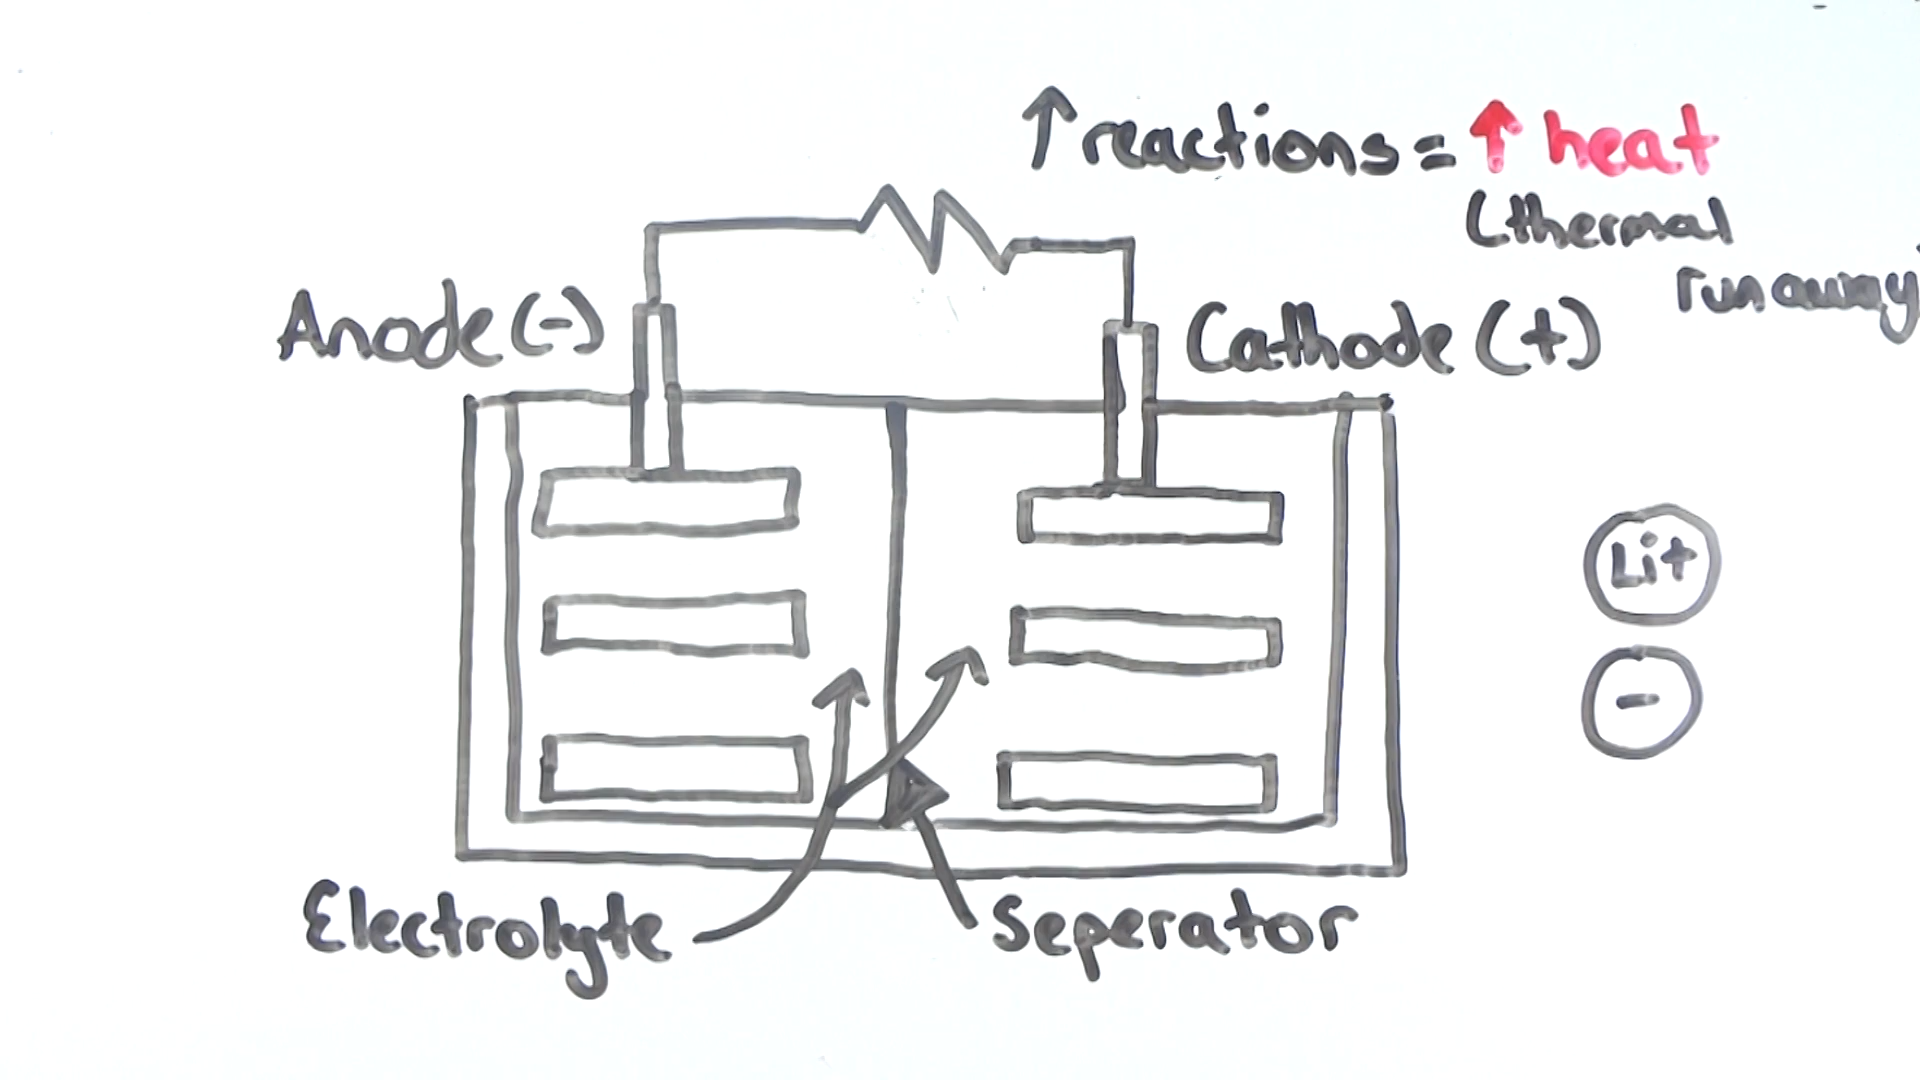 ↑ reactions = ↑ heat
(thermal
runaway)
Anode (-)
Cathode (+)
Li+
-
Electrolyte
Seperator